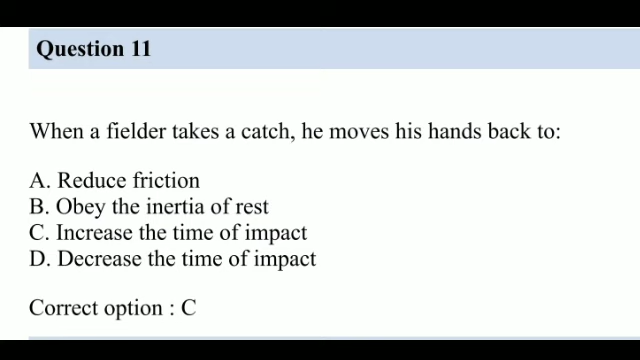 Question 11
When a fielder takes a catch, he moves his hands back to:
A. Reduce friction
B. Obey the inertia of rest
C. Increase the time of impact
D. Decrease the time of impact
Correct option : C